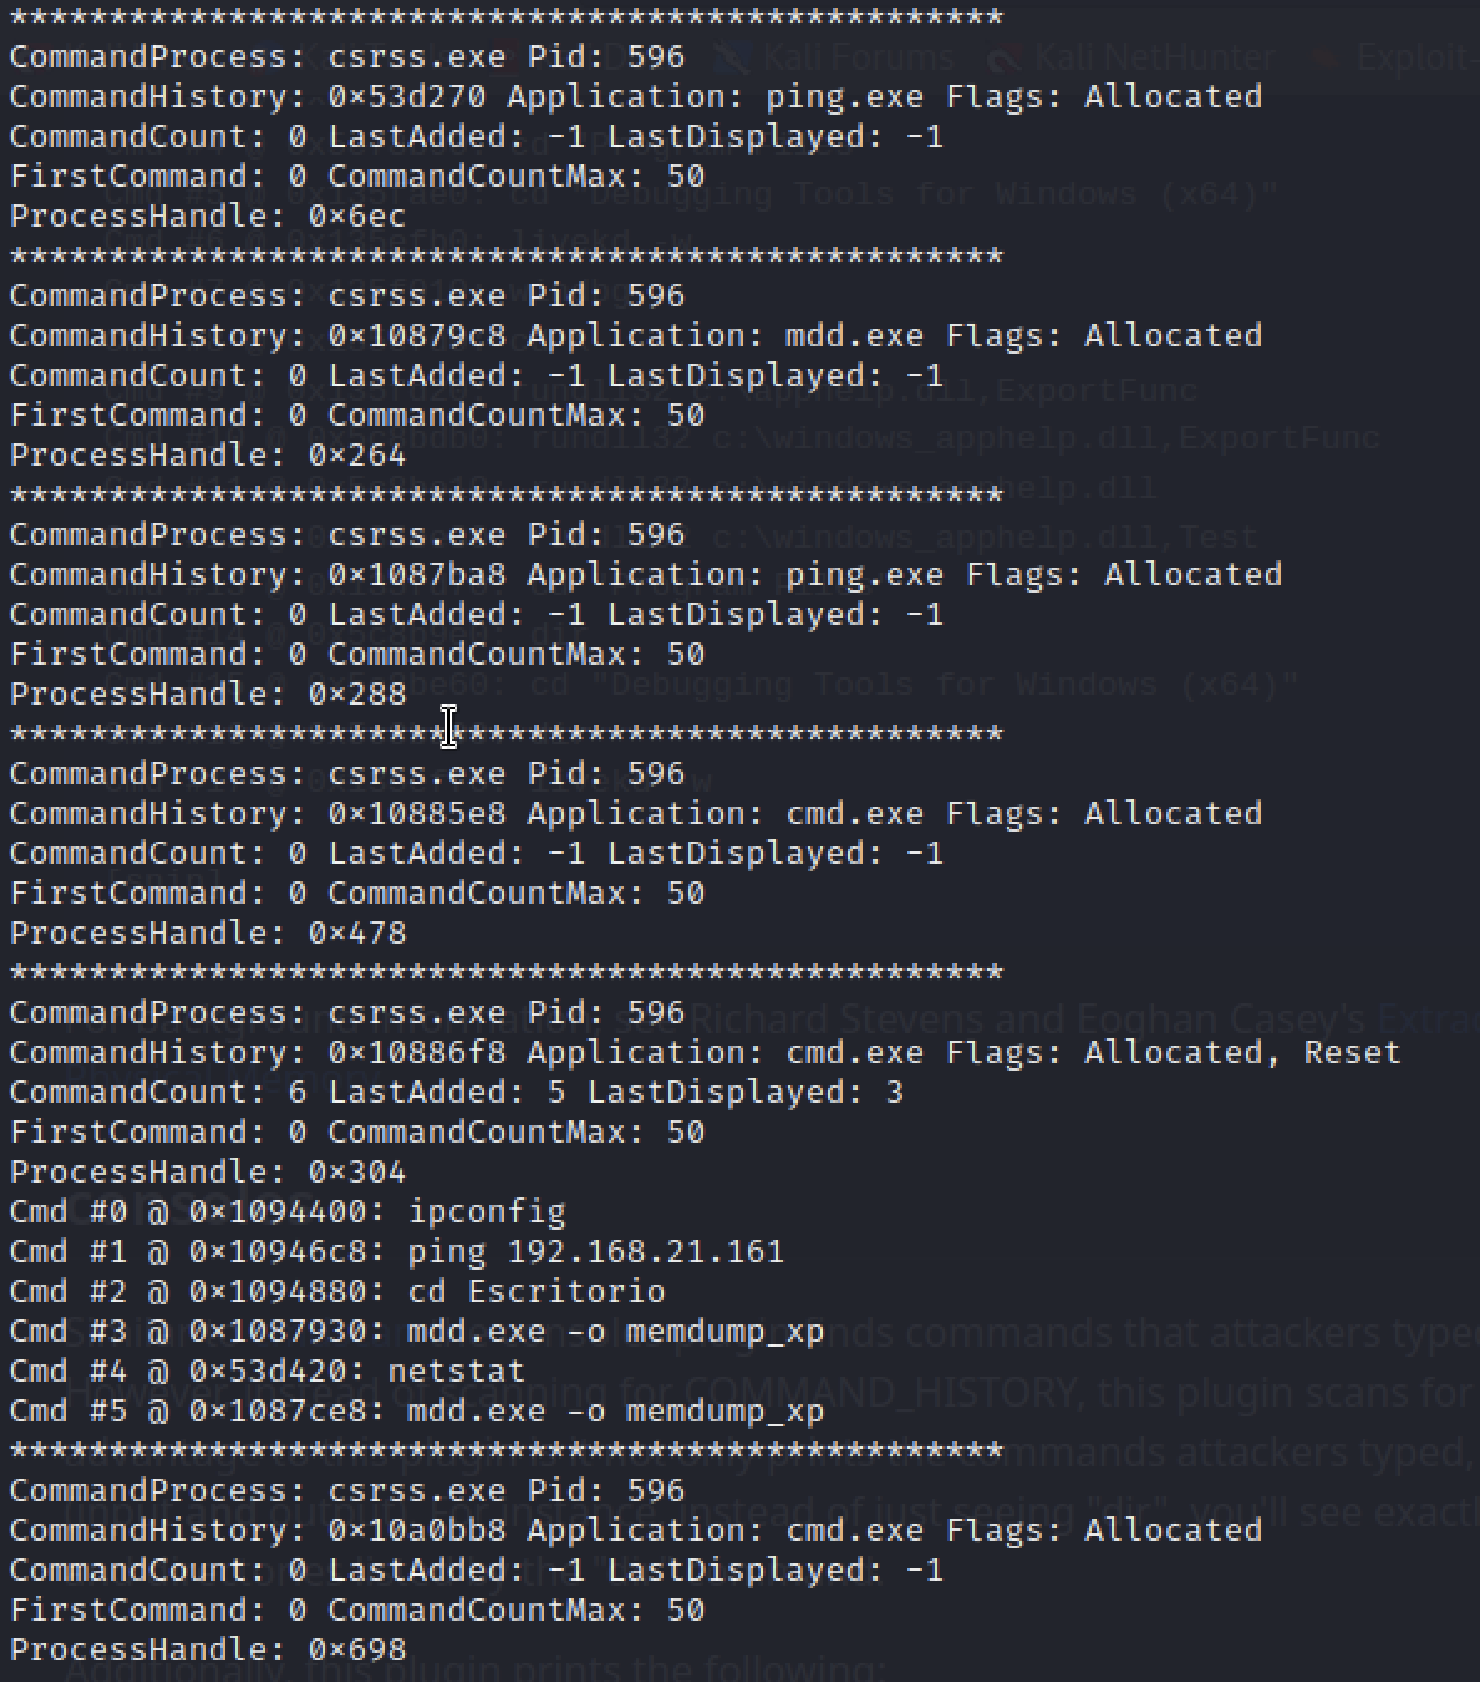 **************************************************
CommandProcess: csrss.exe Pid: 596
CommandHistory: 0×53d270 Application: ping.exe Flags: Allocated
CommandCount: 0 LastAdded: -1 LastDisplayed: -1
FirstCommand: 0 CommandCountMax: 50
ProcessHandle: 0×6ec
**************************************************
CommandProcess: csrss.exe Pid: 596
CommandHistory: 0×10879c8 Application: mdd.exe Flags: Allocated
CommandCount: 0 LastAdded: -1 LastDisplayed: -1
FirstCommand: 0 CommandCountMax: 50
ProcessHandle: 0×264
**************************************************
CommandProcess: csrss.exe Pid: 596
CommandHistory: 0×1087ba8 Application: ping.exe Flags: Allocated
CommandCount: 0 LastAdded: -1 LastDisplayed: -1
FirstCommand: 0 CommandCountMax: 50
ProcessHandle: 0×288
**************************************************
CommandProcess: csrss.exe Pid: 596
CommandHistory: 0×10885e8 Application: cmd.exe Flags: Allocated
CommandCount: 0 LastAdded: -1 LastDisplayed: -1
FirstCommand: 0 CommandCountMax: 50
ProcessHandle: 0×478
**************************************************
CommandProcess: csrss.exe Pid: 596
CommandHistory: 0×10886f8 Application: cmd.exe Flags: Allocated, Reset
CommandCount: 6 LastAdded: 5 LastDisplayed: 3
FirstCommand: 0 CommandCountMax: 50
ProcessHandle: 0×304
Cmd #0 @ 0×1094400: ipconfig
Cmd #1 @ 0×10946c8: ping 192.168.21.161
Cmd #2 @ 0×1094880: cd Escritorio
Cmd #3 @ 0×1087930: mdd.exe -o memdump_xp
Cmd #4 @ 0×53d420: netstat
Cmd #5 @ 0×1087ce8: mdd.exe -o memdump_xp
**************************************************
CommandProcess: csrss.exe Pid: 596
CommandHistory: 0×10a0bb8 Application: cmd.exe Flags: Allocated
CommandCount: 0 LastAdded: -1 LastDisplayed: -1
FirstCommand: 0 CommandCountMax: 50
ProcessHandle: 0×698